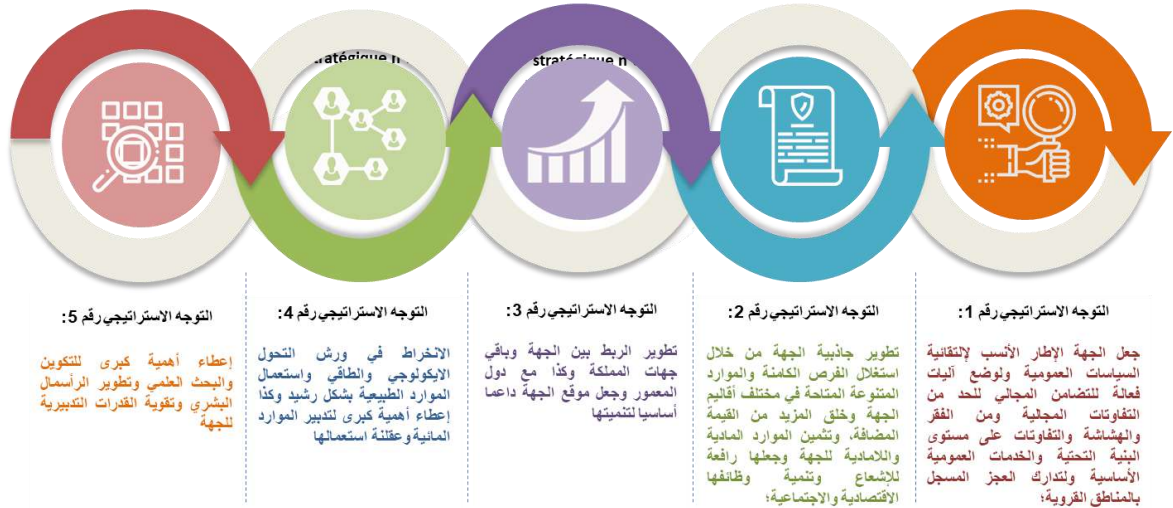 stratégique n
stratégique n
التوجه الاستراتيجي رقم 1:
جعل الجهة الإطار الأنسب لإلتقائية
السياسات العمومية ولوضع آليات
فعالة للتضامن المجالي للحد من
التفاوتات المجالية ومن الفقر
والهشاشة والتفاوتات على مستوى
البنية التحتية والخدمات العمومية
الأساسية ولتدارك العجز المسجل
بالمناطق القروية؛
التوجه الاستراتيجي رقم 2:
تطوير جاذبية الجهة من خلال
استغلال الفرص الكامنة والموارد
المتنوعة المتاحة في مختلف أقاليم
الجهة وخلق المزيد من القيمة
المضافة، وتثمين الموارد المادية
واللامادية للجهة وجعلها رافعة
للإشعاع وتنمية وظائفها
الاقتصادية والاجتماعية؛
التوجه الاستراتيجي رقم 3:
تطوير الربط بين الجهة وباقي
جهات المملكة وكذا مع دول
المعمور وجعل موقع الجهة داعما
أساسيا لتنميتها
التوجه الاستراتيجي رقم 4:
الانخراط في ورش التحول
الايكولوجي والطاقي واستعمال
الموارد الطبيعية بشكل رشيد وكذا
إعطاء أهمية كبرى لتدبير الموارد
المائية وعقلنة استعمالها
التوجه الاستراتيجي رقم 5:
إعطاء أهمية كبرى للتكوين
والبحث العلمي وتطوير الرأسمال
البشري وتقوية القدرات التدبيرية
للجهة